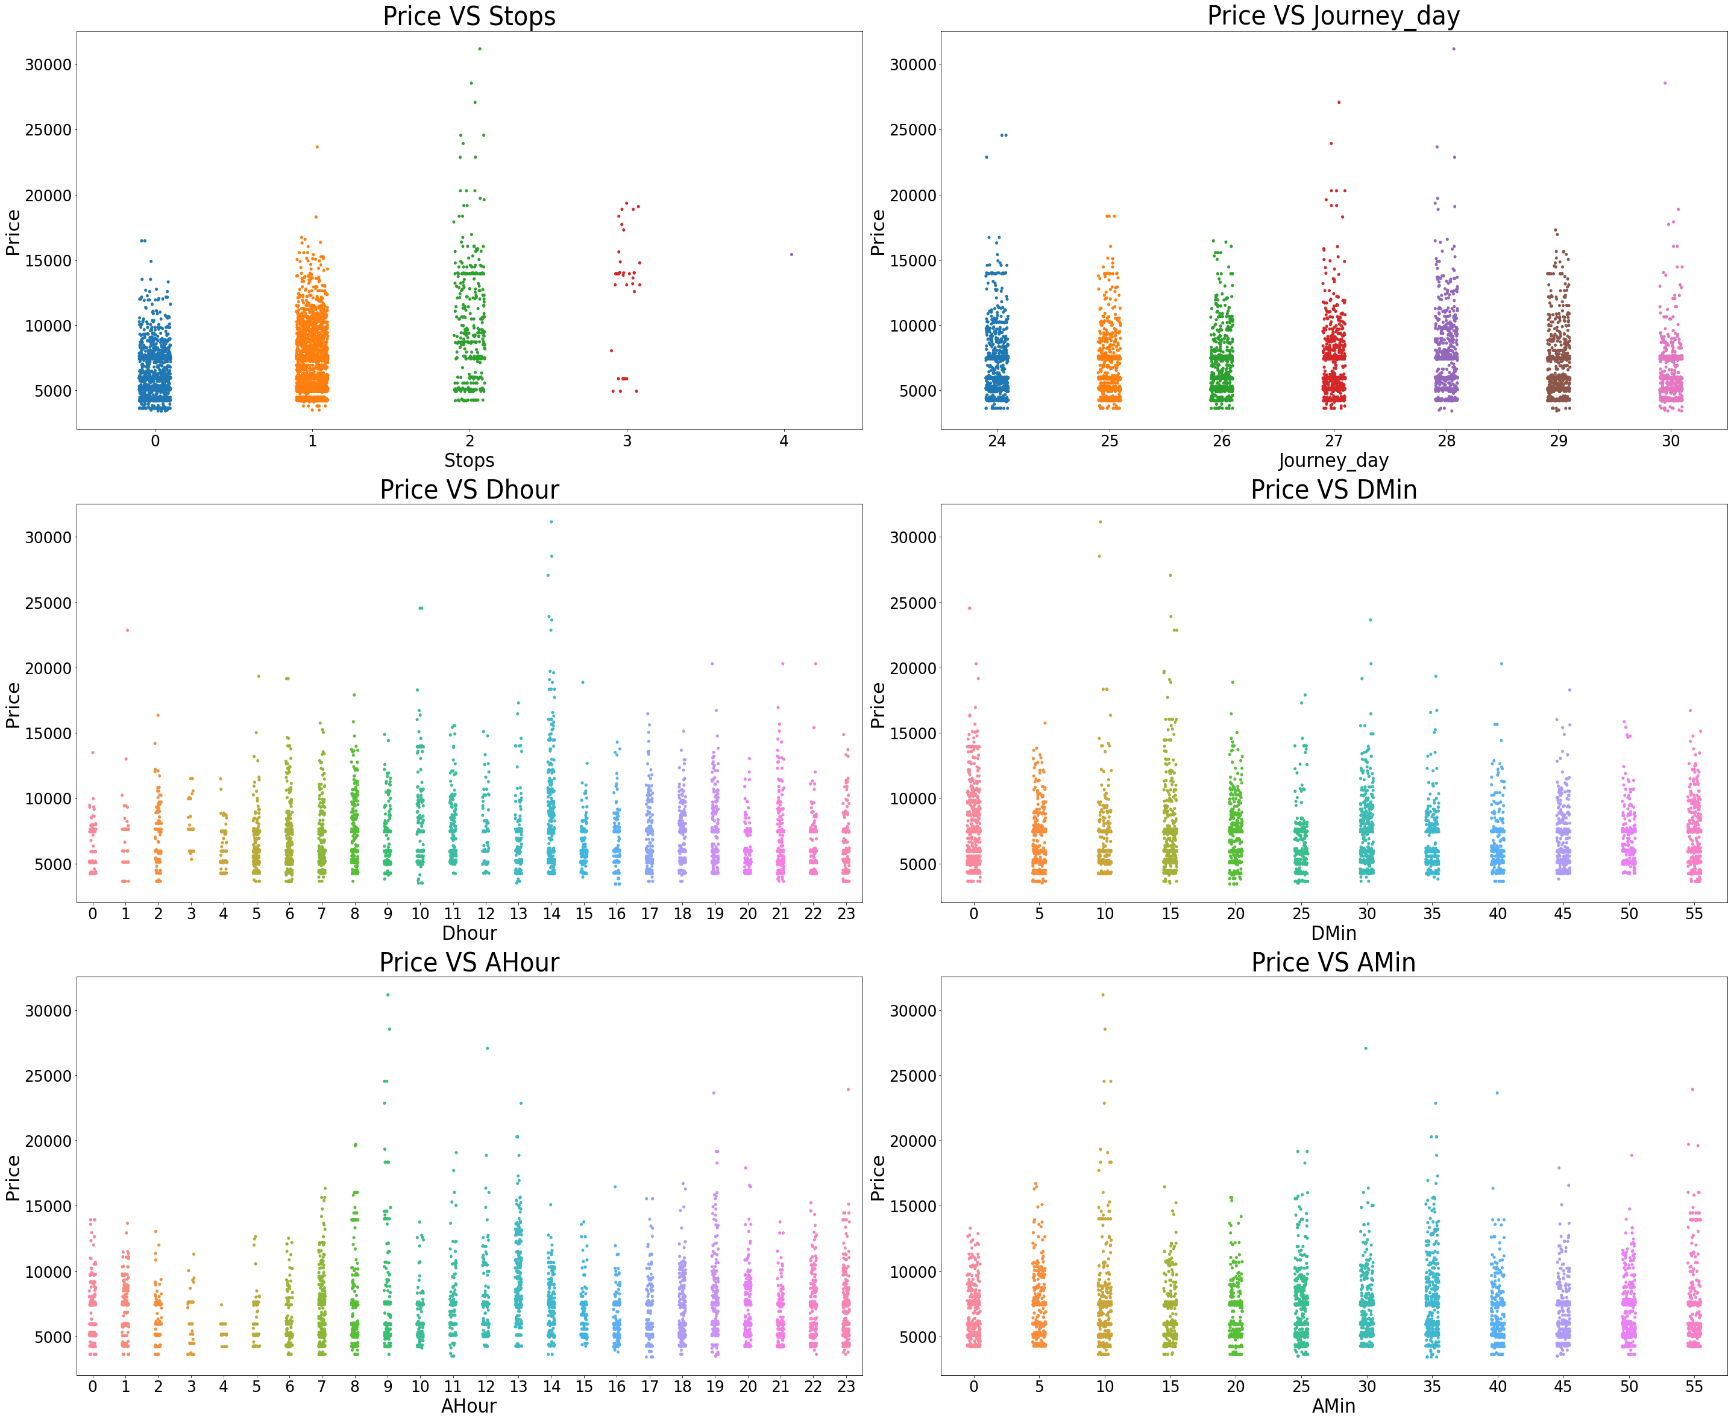 Price VS Stops
Price
30000
25000
20000
15000
10000
5000
0 1 2 3 4
Stops
Price VS Journey_day
Price
30000
25000
20000
15000
10000
5000
24 25 26 27 28 29 30
Journey_day
Price VS Dhour
Price
30000
25000
20000
15000
10000
5000
0 1 2 3 4 5 6 7 8 9 10 11 12 13 14 15 16 17 18 19 20 21 22 23
Dhour
Price VS DMin
Price
30000
25000
20000
15000
10000
5000
0 5 10 15 20 25 30 35 40 45 50 55
DMin
Price VS AHour
Price
30000
25000
20000
15000
10000
5000
0 1 2 3 4 5 6 7 8 9 10 11 12 13 14 15 16 17 18 19 20 21 22 23
AHour
Price VS AMin
Price
30000
25000
20000
15000
10000
5000
0 5 10 15 20 25 30 35 40 45 50 55
AMin